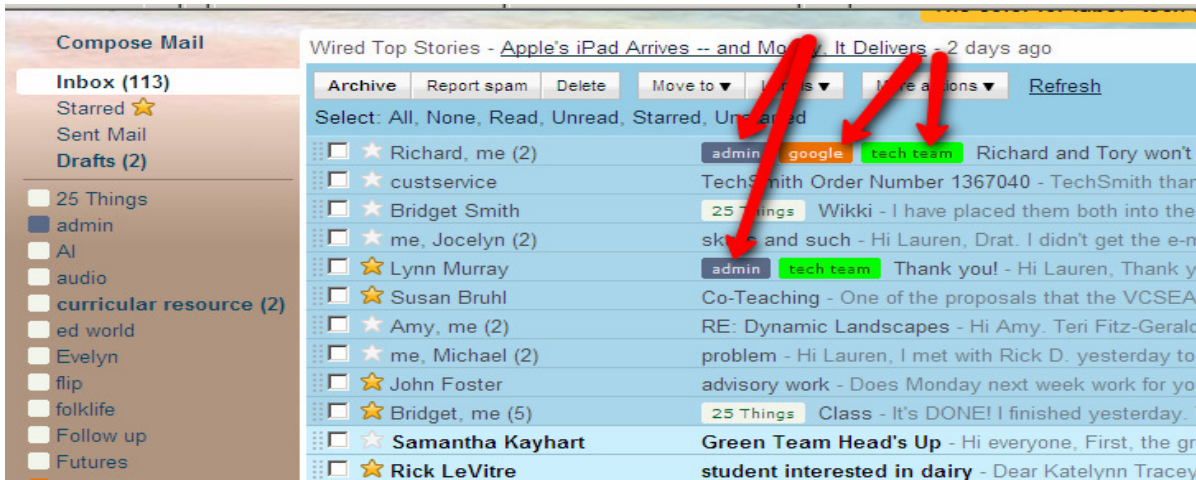 Compose Mail
Inbox (113)
Starred
Sent Mail
Drafts (2)
25 Things
admin
AI
audio
curricular resource (2)
ed world
Evelyn
flip
folklife
Follow up
Futures
Wired Top Stories - Apple's iPad Arrives -- and It Delivers - 2 days ago
Archive Report spam Delete Move to ▼ ▼ ▼ Refresh
Select: All, None, Read, Unread, Starred,
Richard, me (2) admin google tech team Richard and Tory won't
custservice TechSmith Order Number 1367040 - TechSmith
Bridget Smith 25 Things Wikki - I have placed them both into the
me, Jocelyn (2) and such - Hi Lauren, Drat. I didn't get the
Lynn Murray admin tech team Thank you! - Hi Lauren, Thank
Susan Bruhl Co-Teaching - One of the proposals that the VCSEA
Amy, me (2) RE: Dynamic Landscapes - Hi Amy. Teri
me, Michael (2) problem - Hi Lauren, I met with Rick D. yesterday to
John Foster advisory work - Does Monday next week work for
Bridget, me (5) 25 Things Class - It's DONE! I finished yesterday.
Samantha Kayhart Green Team Head's Up - Hi everyone, First, the
Rick LeVitre student interested in dairy - Dear Katelynn Tracey